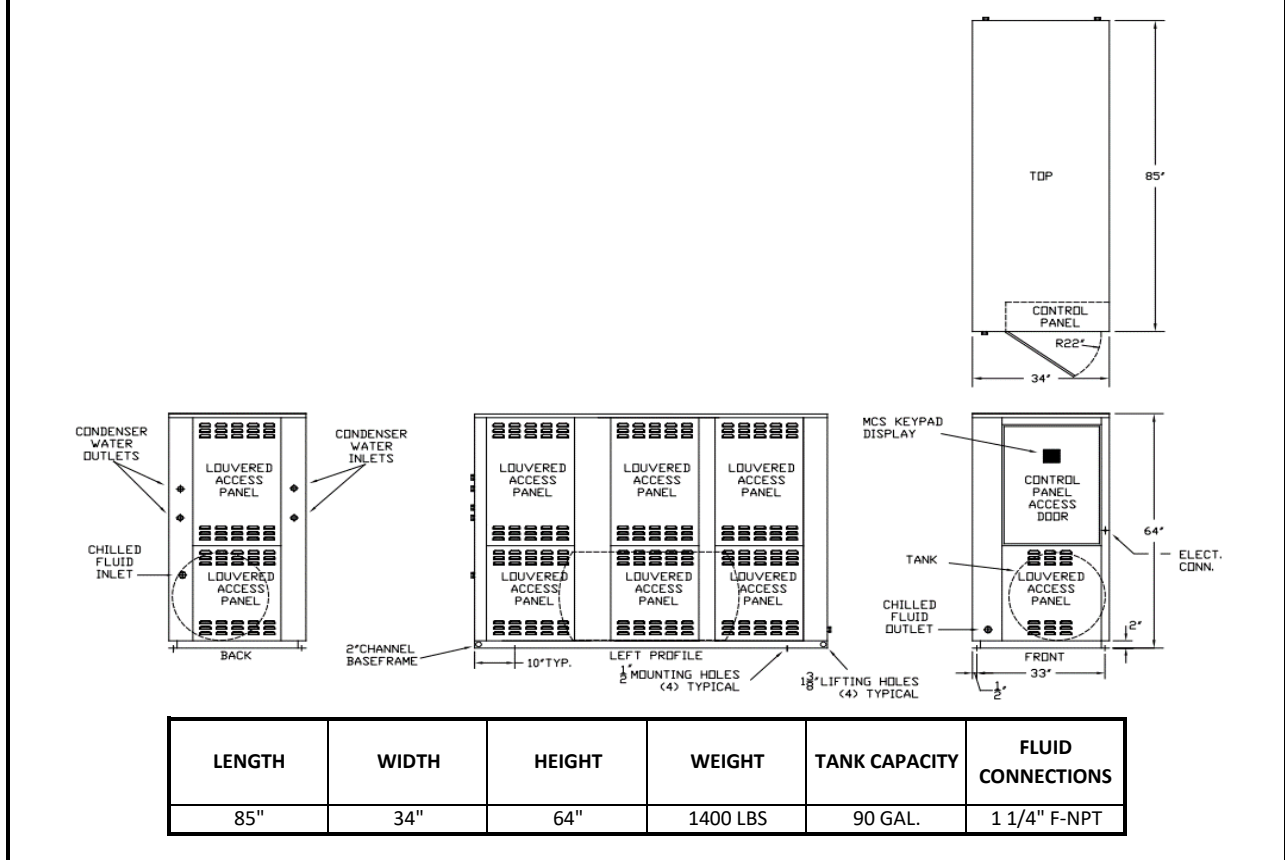 TOP
85"
CONTROL
PANEL
R22"
34"
CONDENSER
WATER
OUTLETS
CONDENSER
WATER
INLETS
LOUVERED
ACCESS
PANEL
CHILLED
FLUID
INLET
LOUVERED
ACCESS
PANEL
BACK
LOUVERED
ACCESS
PANEL
LOUVERED
ACCESS
PANEL
LOUVERED
ACCESS
PANEL
LOUVERED
ACCESS
PANEL
LOUVERED
ACCESS
PANEL
LOUVERED
ACCESS
PANEL
2"CHANNEL
BASEFRAME
10"TYP.
LEFT PROFILE
1/2" MOUNTING HOLES
(4) TYPICAL
1 3/8" LIFTING HOLES
(4) TYPICAL
MCS KEYPAD
DISPLAY
CONTROL
PANEL
ACCESS
DOOR
64"
ELECT.
CONN.
TANK
LOUVERED
ACCESS
PANEL
CHILLED
FLUID
OUTLET
2"
FRONT
33"
1/2"
LENGTH WIDTH HEIGHT WEIGHT TANK CAPACITY FLUID CONNECTIONS
85" 34" 64" 1400 LBS 90 GAL. 1 1/4" F-NPT